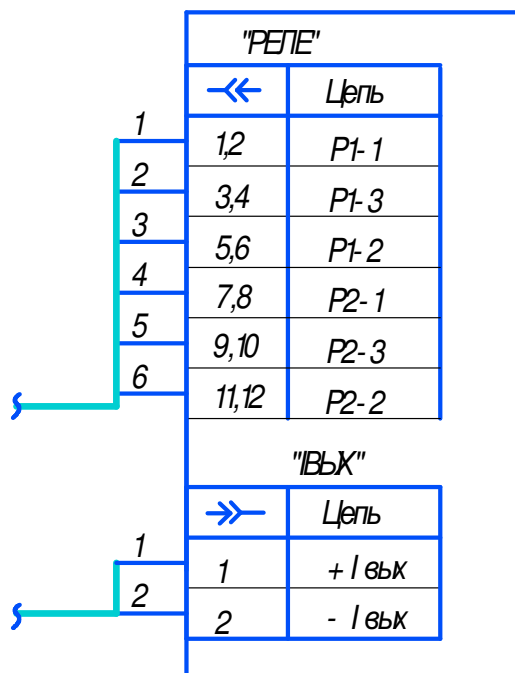 "РЕЛЕ"
Цепь
1 1,2 Р1-1
2 3,4 Р1-3
3 5,6 Р1-2
4 7,8 Р2-1
5 9,10 Р2-3
6 11,12 Р2-2
"IВЫХ"
Цепь
1 1 + I вых
2 2 - I вых